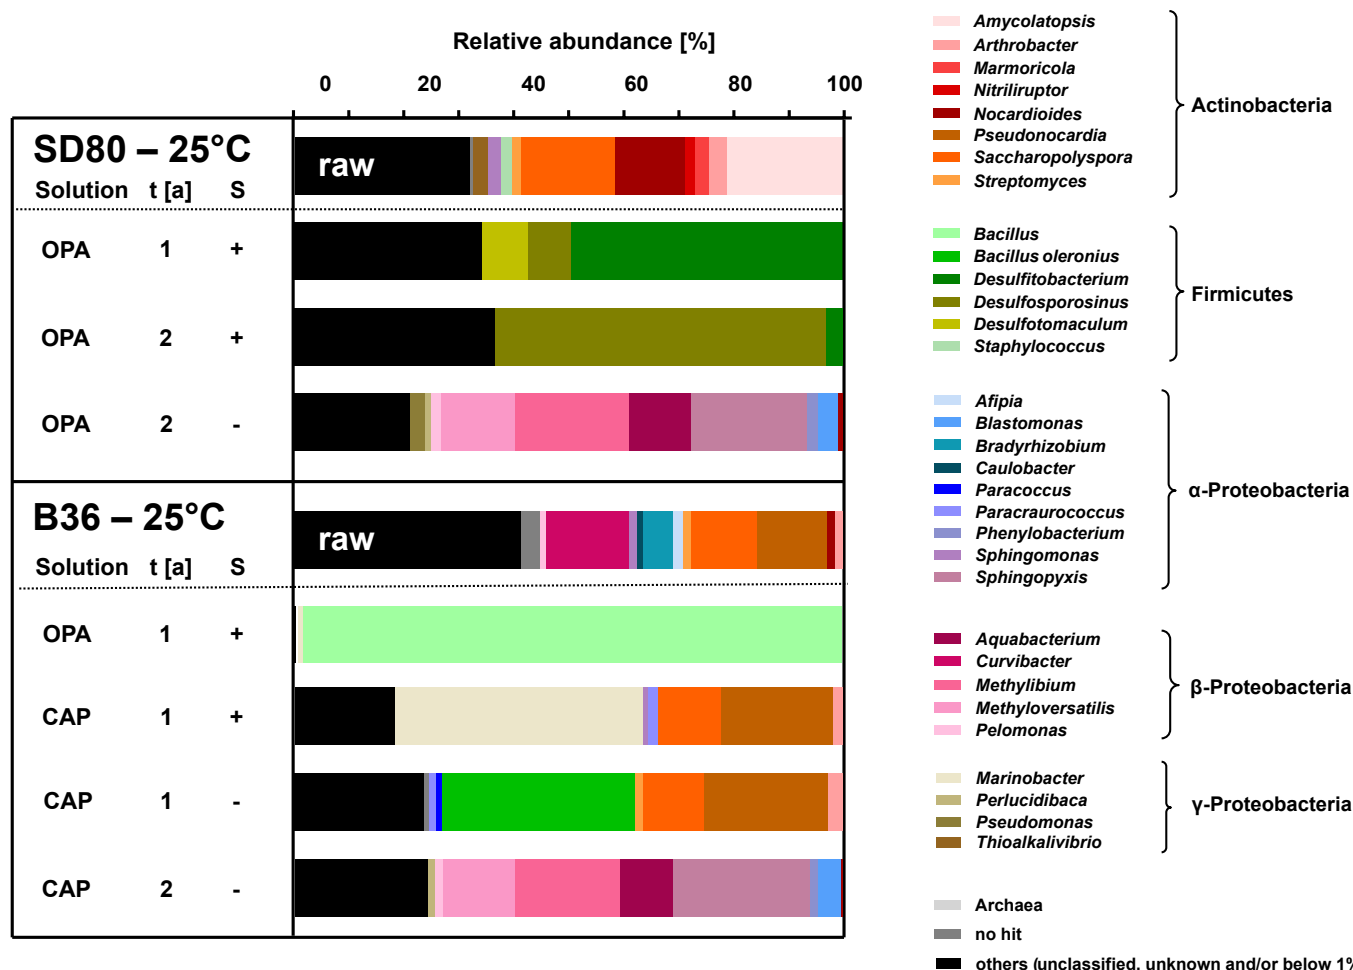 Relative abundance [%]
0 20 40 60 80 100
SD80 – 25°C
Solution t [a] S
raw
OPA 1 +
OPA 2 +
OPA 2 -
B36 – 25°C
Solution t [a] S
raw
OPA 1 +
CAP 1 +
CAP 1 -
CAP 2 -
Amycolatopsis
Arthrobacter
Marmoricola
Nitriliruptor
Nocardioides
Pseudonocardia
Saccharopolyspora
Streptomyces
Actinobacteria
Bacillus
Bacillus oleronius
Desulfitobacterium
Desulfosporosinus
Desulfotomaculum
Staphylococcus
Firmicutes
Afipia
Blastomonas
Bradyrhizobium
Caulobacter
Paracoccus
Paracraurococcus
Phenylobacterium
Sphingomonas
Sphingopyxis
α-Proteobacteria
Aquabacterium
Curvibacter
Methylibium
Methyloversatilis
Pelomonas
β-Proteobacteria
Marinobacter
Perlucidibaca
Pseudomonas
Thioalkalivibrio
γ-Proteobacteria
Archaea
no hit
others (unclassified, unknown and/or below 1%